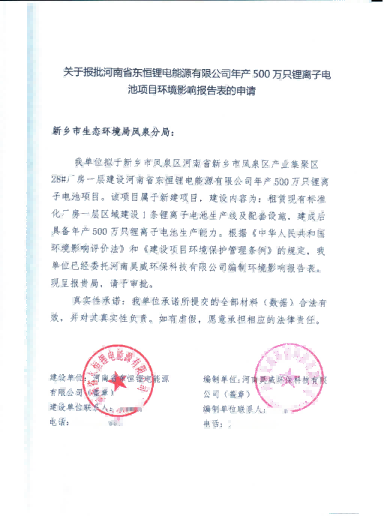 关于报批河南省东恒锂电能源有限公司年产500万只锂离子电
池项目环境影响报告表的申请
新乡市生态环境局凤泉分局：
我单位拟于新乡市凤泉区河南省新乡市凤泉区产业集聚区
28#厂房一层建设河南省东恒锂电能源有限公司年产500万只锂离
子电池项目。该项目属于新建项目，建设内容为：租赁现有标准
化厂房一层区域建设1条锂离子电池生产线及配套设施，建成后
具备年产500万只锂离子电池生产能力。根据《中华人民共和国
环境影响评价法》和《建设项目环境保护管理条例》的规定，我
单位已经委托河南昊威环保科技有限公司编制环境影响报告表。
现呈报贵局，请予审批。
真实性承诺：我单位承诺所提交的全部材料（数据）合法有
效，并对其真实性负责。如有虚假，愿意承担相应的法律责任。
建设单位：河南省东恒锂电能源
有限公司（盖章）
建设单位联系人：
电话：
编制单位：河南昊威环保科技有限
公司（盖章）
编制单位联系人：
电话：